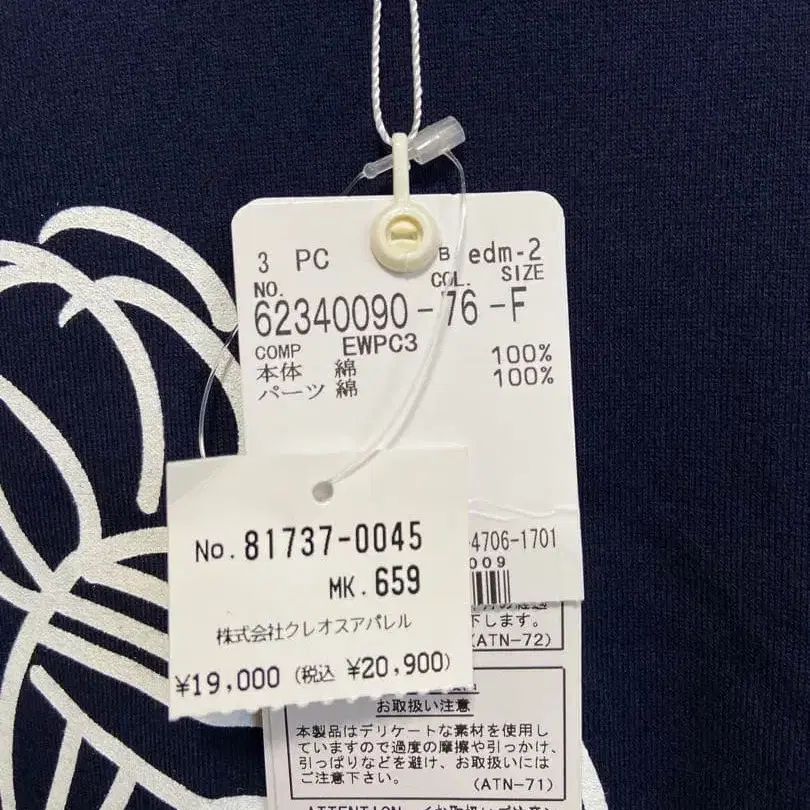 3 PC B edm-2
NO. COL. SIZE
62340090-76-F
COMP EWPC3
本体 綿 100%
パーツ 綿 100%
No. 81737-0045
MK. 659
株式会社クレオスアパレル
¥19,000 (税込 ¥20,900)
4706-1701
009
下します。
(ATN-72)
お取扱い注意
本製品はデリケートな素材を使用し
ていますので過度の摩擦や引っかけ、
引っぱりなどを避け、お取扱いには
ご注意下さい。
(ATN-71)
ATTENTION